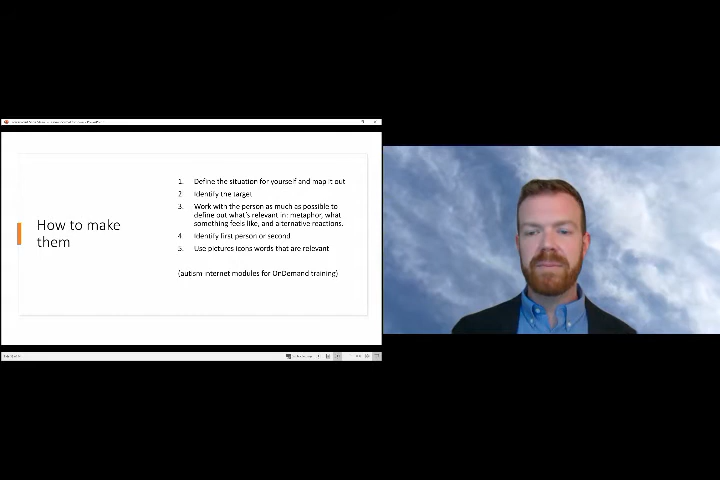 How to make
them
1. Define the situation for yourself and map it out
2. Identify the target
3. Work with the person as much as possible to
define out what's relevant in: metaphor, what
something feels like, and alternative reactions.
4. Identify first person or second
5. Use pictures icons words that are relevant
(autism internet modules for OnDemand training)